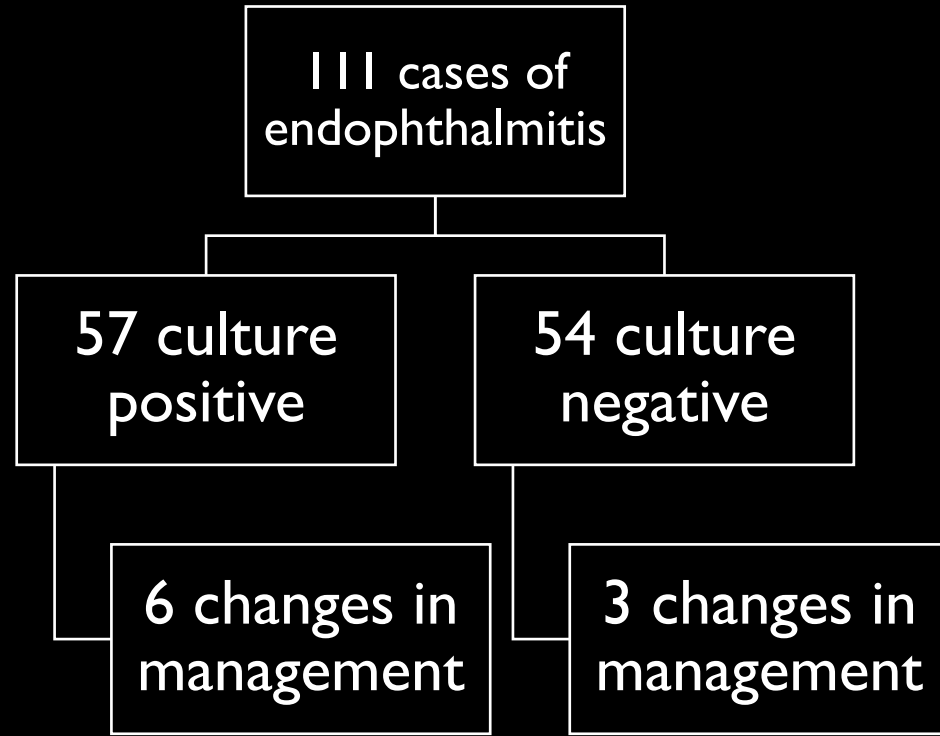 111 cases of
endophthalmitis
57 culture
positive
54 culture
negative
6 changes in
management
3 changes in
management